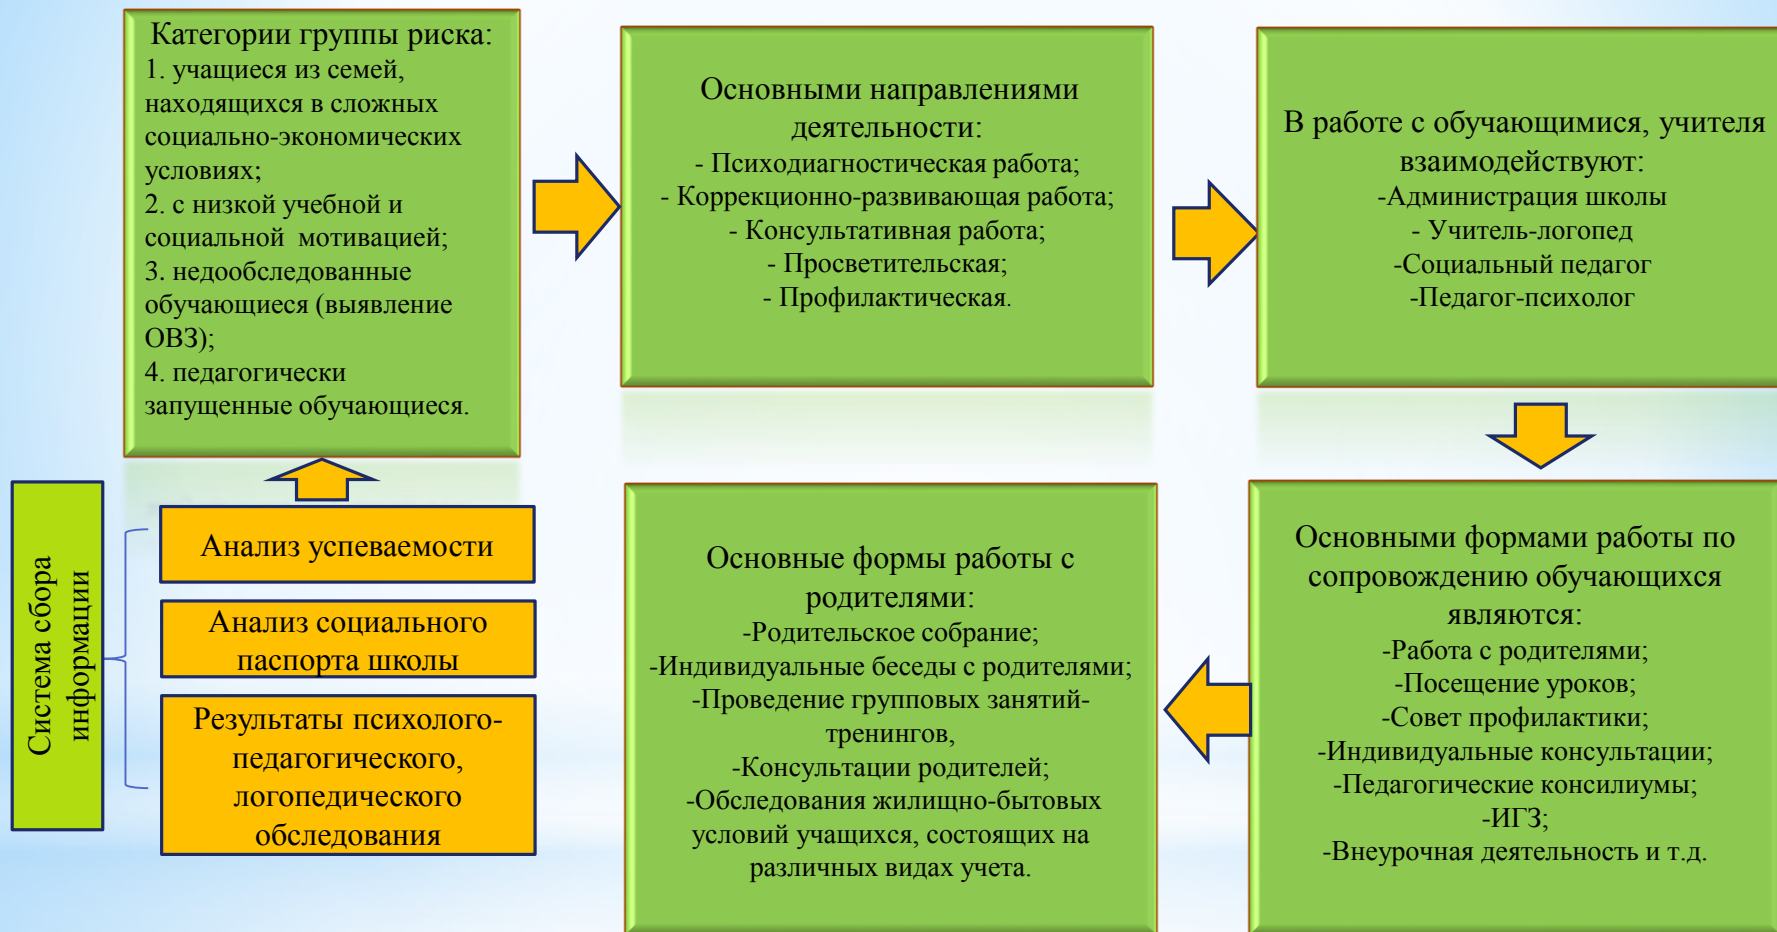 Категории группы риска:
1. учащиеся из семей,
находящихся в сложных
социально-экономических
условиях;
2. с низкой учебной и
социальной мотивацией;
3. недообследованные
обучающиеся (выявление
ОВЗ);
4. педагогически
запущенные обучающиеся.
Основными направлениями
деятельности:
- Психодиагностическая работа;
- Коррекционно-развивающая работа;
- Консультативная работа;
- Просветительская;
- Профилактическая.
В работе с обучающимися, учителя
взаимодействуют:
-Администрация школы
- Учитель-логопед
-Социальный педагог
-Педагог-психолог
Система сбора
информации
Анализ успеваемости
Анализ социального
паспорта школы
Результаты психолого-
педагогического,
логопедического
обследования
Основные формы работы с
родителями:
-Родительское собрание;
-Индивидуальные беседы с родителями;
-Проведение групповых занятий-
тренингов,
-Консультации родителей;
-Обследования жилищно-бытовых
условий учащихся, состоящих на
различных видах учета.
Основными формами работы по
сопровождению обучающихся
являются:
-Работа с родителями;
-Посещение уроков;
-Совет профилактики;
-Индивидуальные консультации;
-Педагогические консилиумы;
-ИГЗ;
-Внеурочная деятельность и т.д.